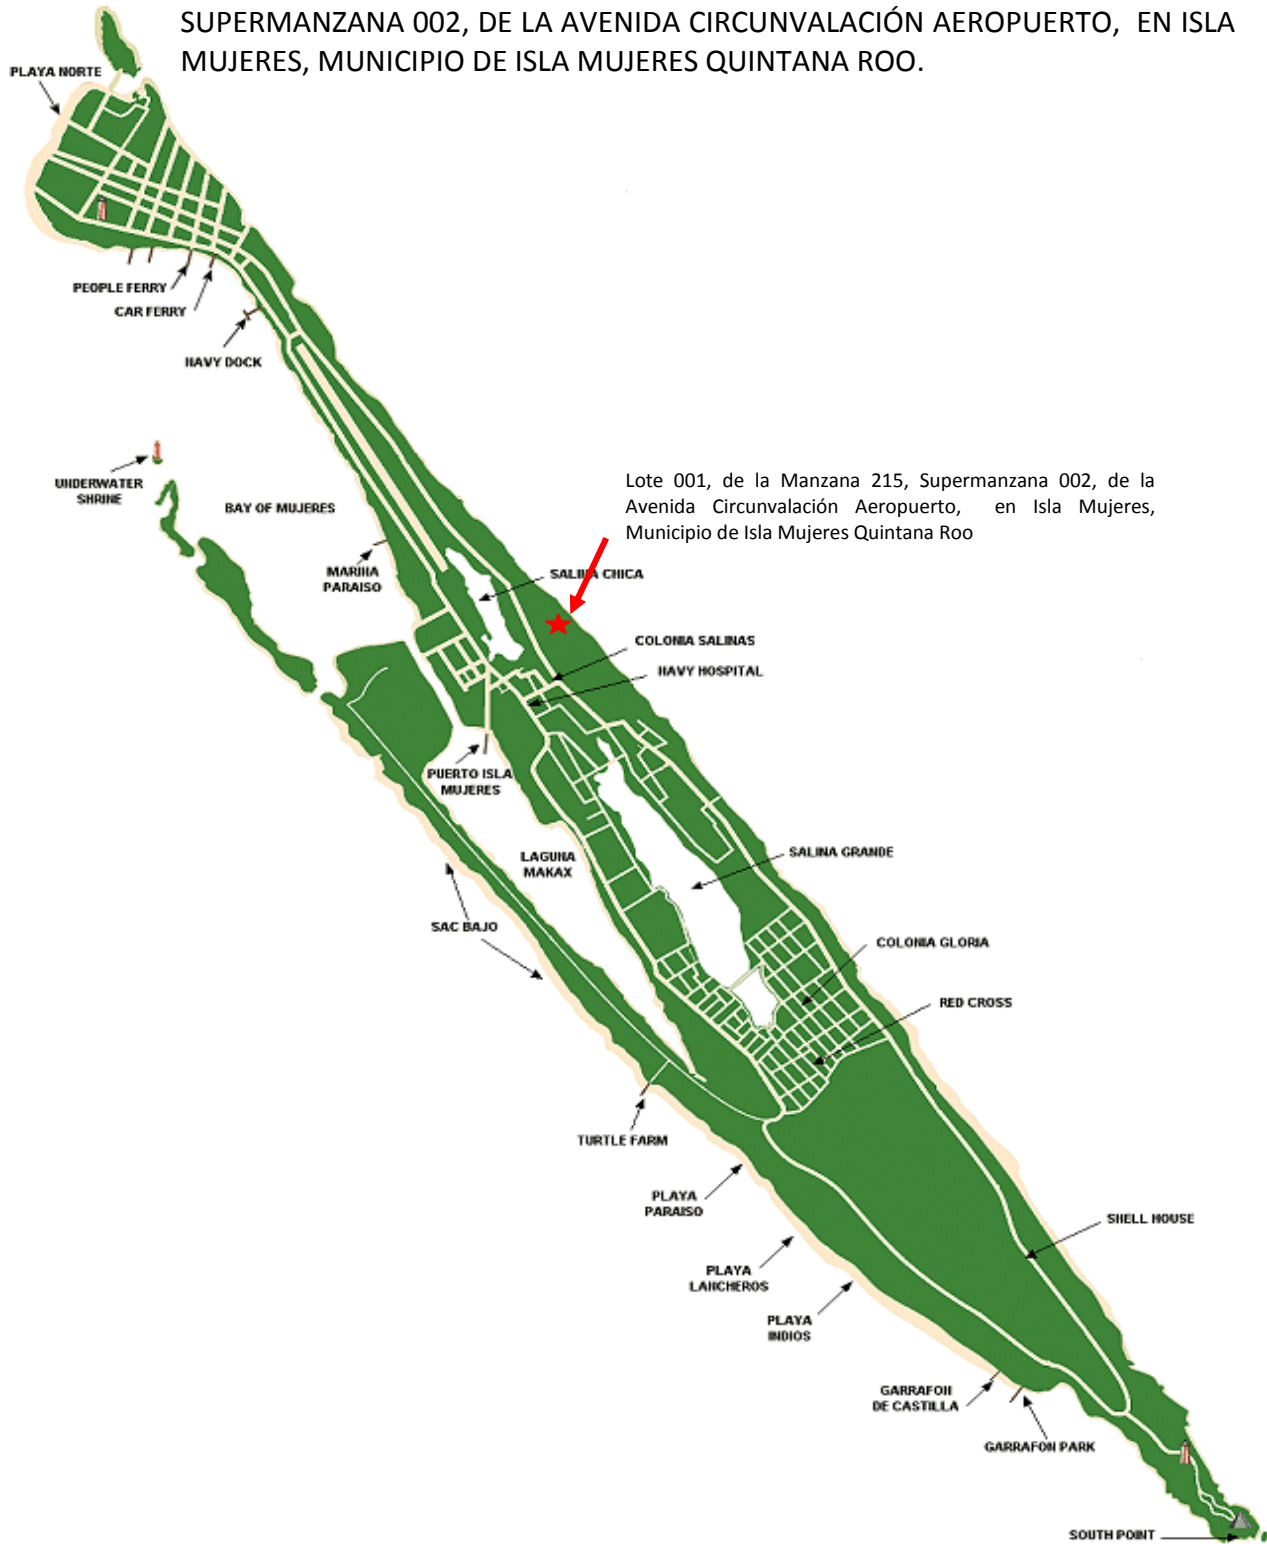 SUPERMANZANA 002, DE LA AVENIDA CIRCUNVALACIÓN AEROPUERTO, EN ISLA
MUJERES, MUNICIPIO DE ISLA MUJERES QUINTANA ROO.
PLAYA NORTE
PEOPLE FERRY
CAR FERRY
NAVY DOCK
UNDERWATER
SHRINE
BAY OF MUJERES
Lote 001, de la Manzana 215, Supermanzana 002, de la
Avenida Circunvalación Aeropuerto, en Isla Mujeres,
Municipio de Isla Mujeres Quintana Roo
MARINA
PARAISO
SALINA CHICA
COLONIA SALINAS
NAVY HOSPITAL
PUERTO ISLA
MUJERES
LAGUNA
MAKAX
SALINA GRANDE
SAC BAJO
COLONIA GLORIA
RED CROSS
TURTLE FARM
PLAYA
PARAISO
SHELL HOUSE
PLAYA
LANCHEROS
PLAYA
INDIOS
GARRAFON
DE CASTILLA
GARRAFON PARK
SOUTH POINT